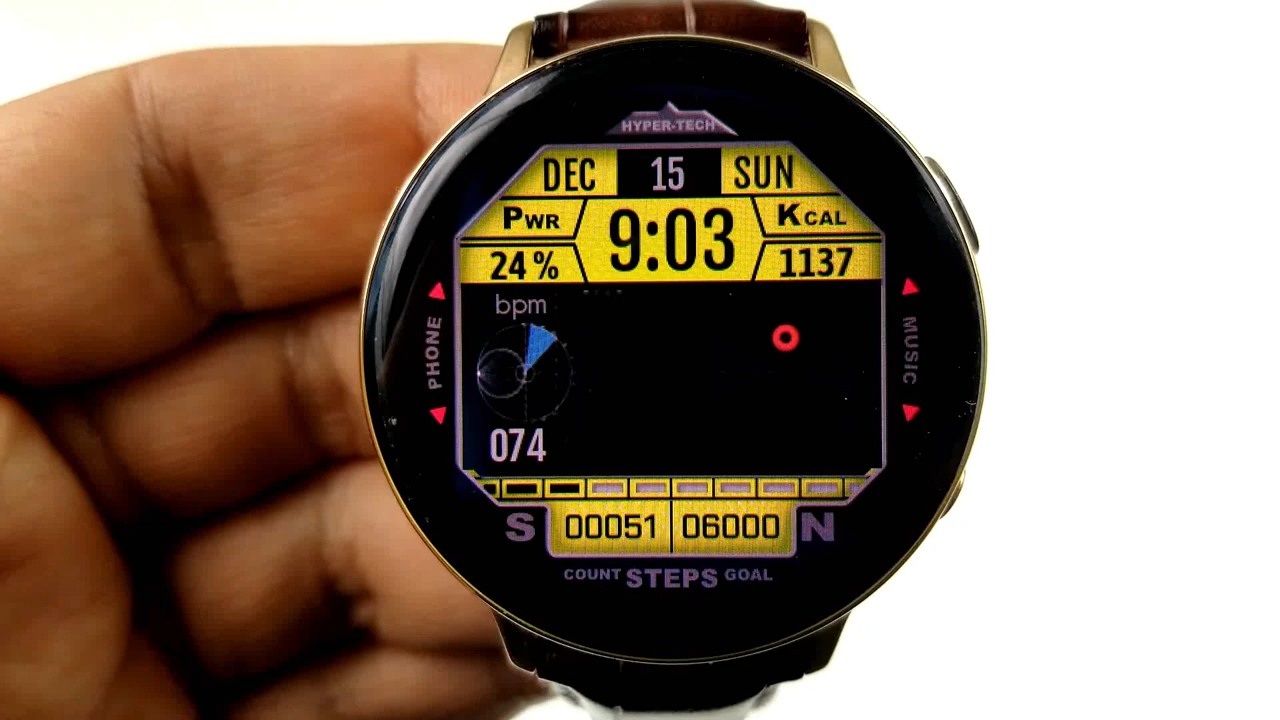 HYPER-TECH
DEC 15 SUN
PWR 9:03 KCAL
24% 1137
bpm
PHONE
MUSIC
074
S 00051 06000 N
COUNT STEPS GOAL